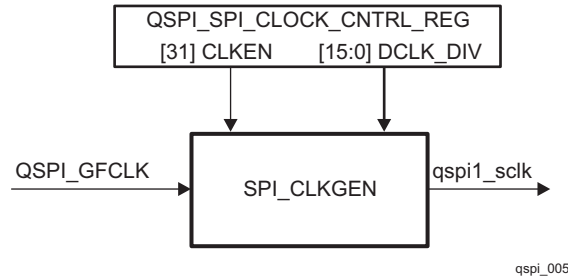 QSPI_SPI_CLOCK_CNTRL_REG
[31] CLKEN [15:0] DCLK_DIV
QSPI_GFCLK
SPI_CLKGEN
qspi1_sclk
qspi_005